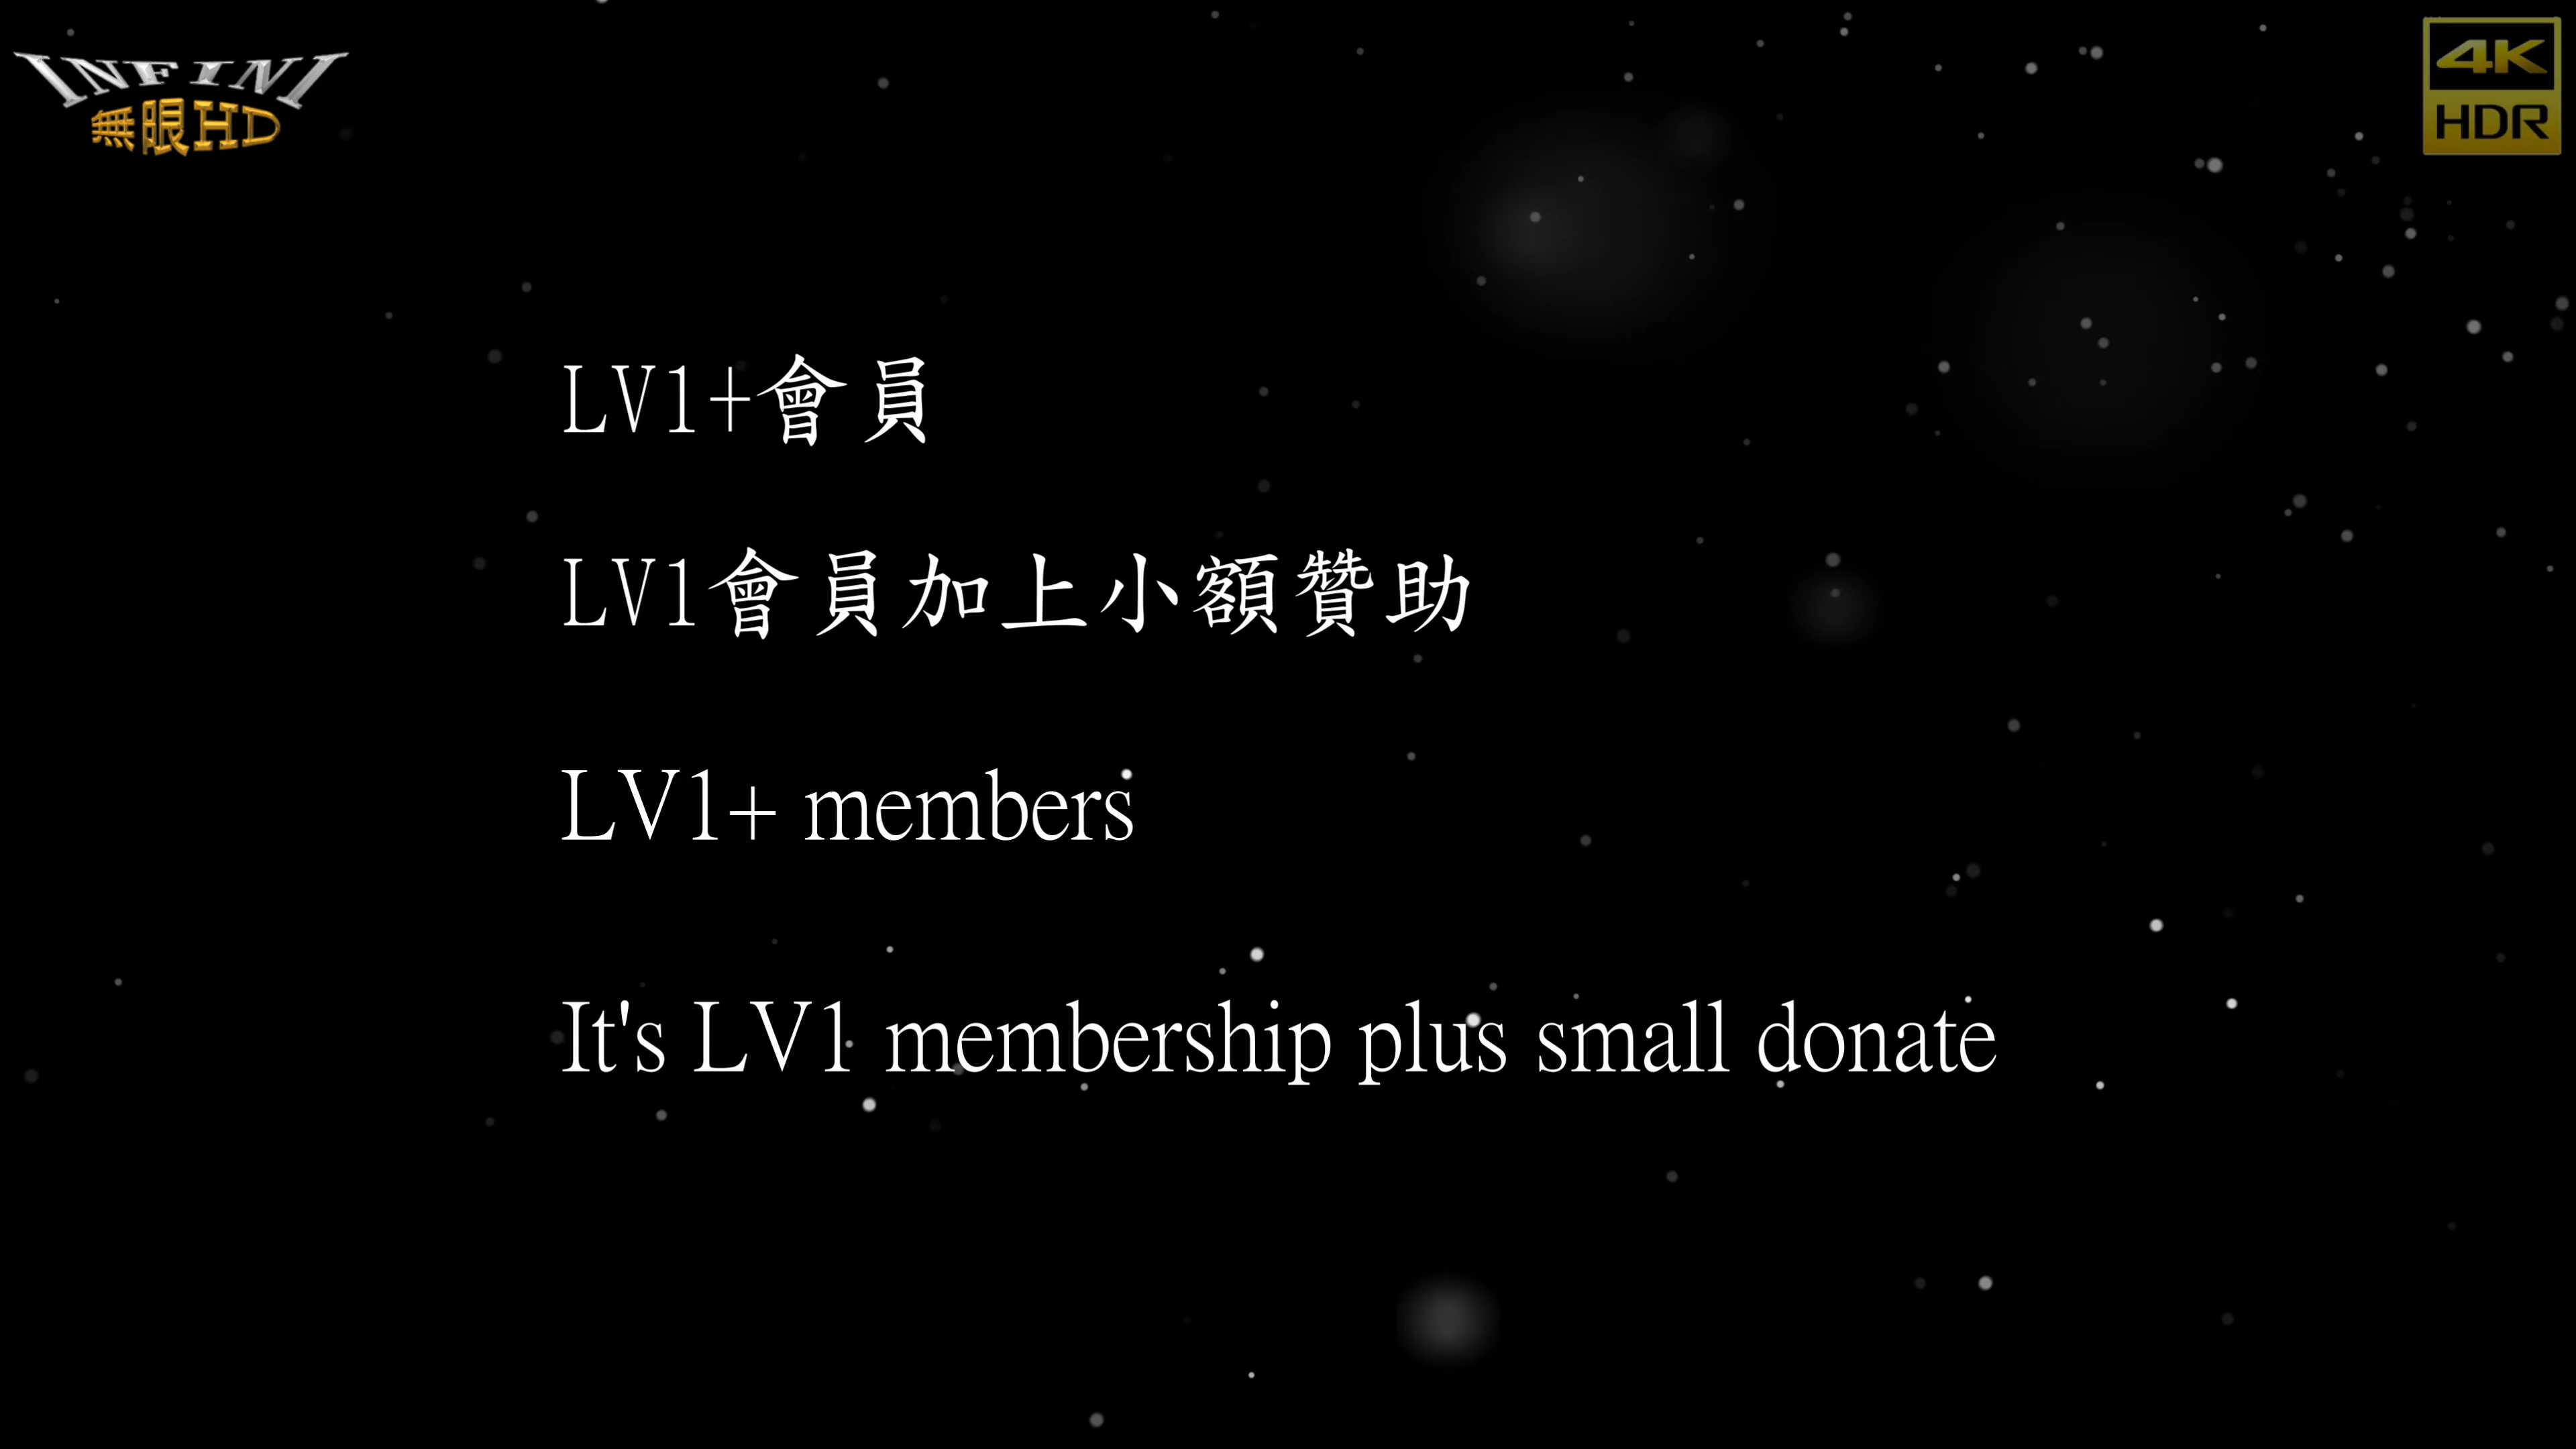 INFINI
無限HD
4K
HDR
LV1+會員
LV1會員加上小額贊助
LV1+ members
It's LV1 membership plus small donate